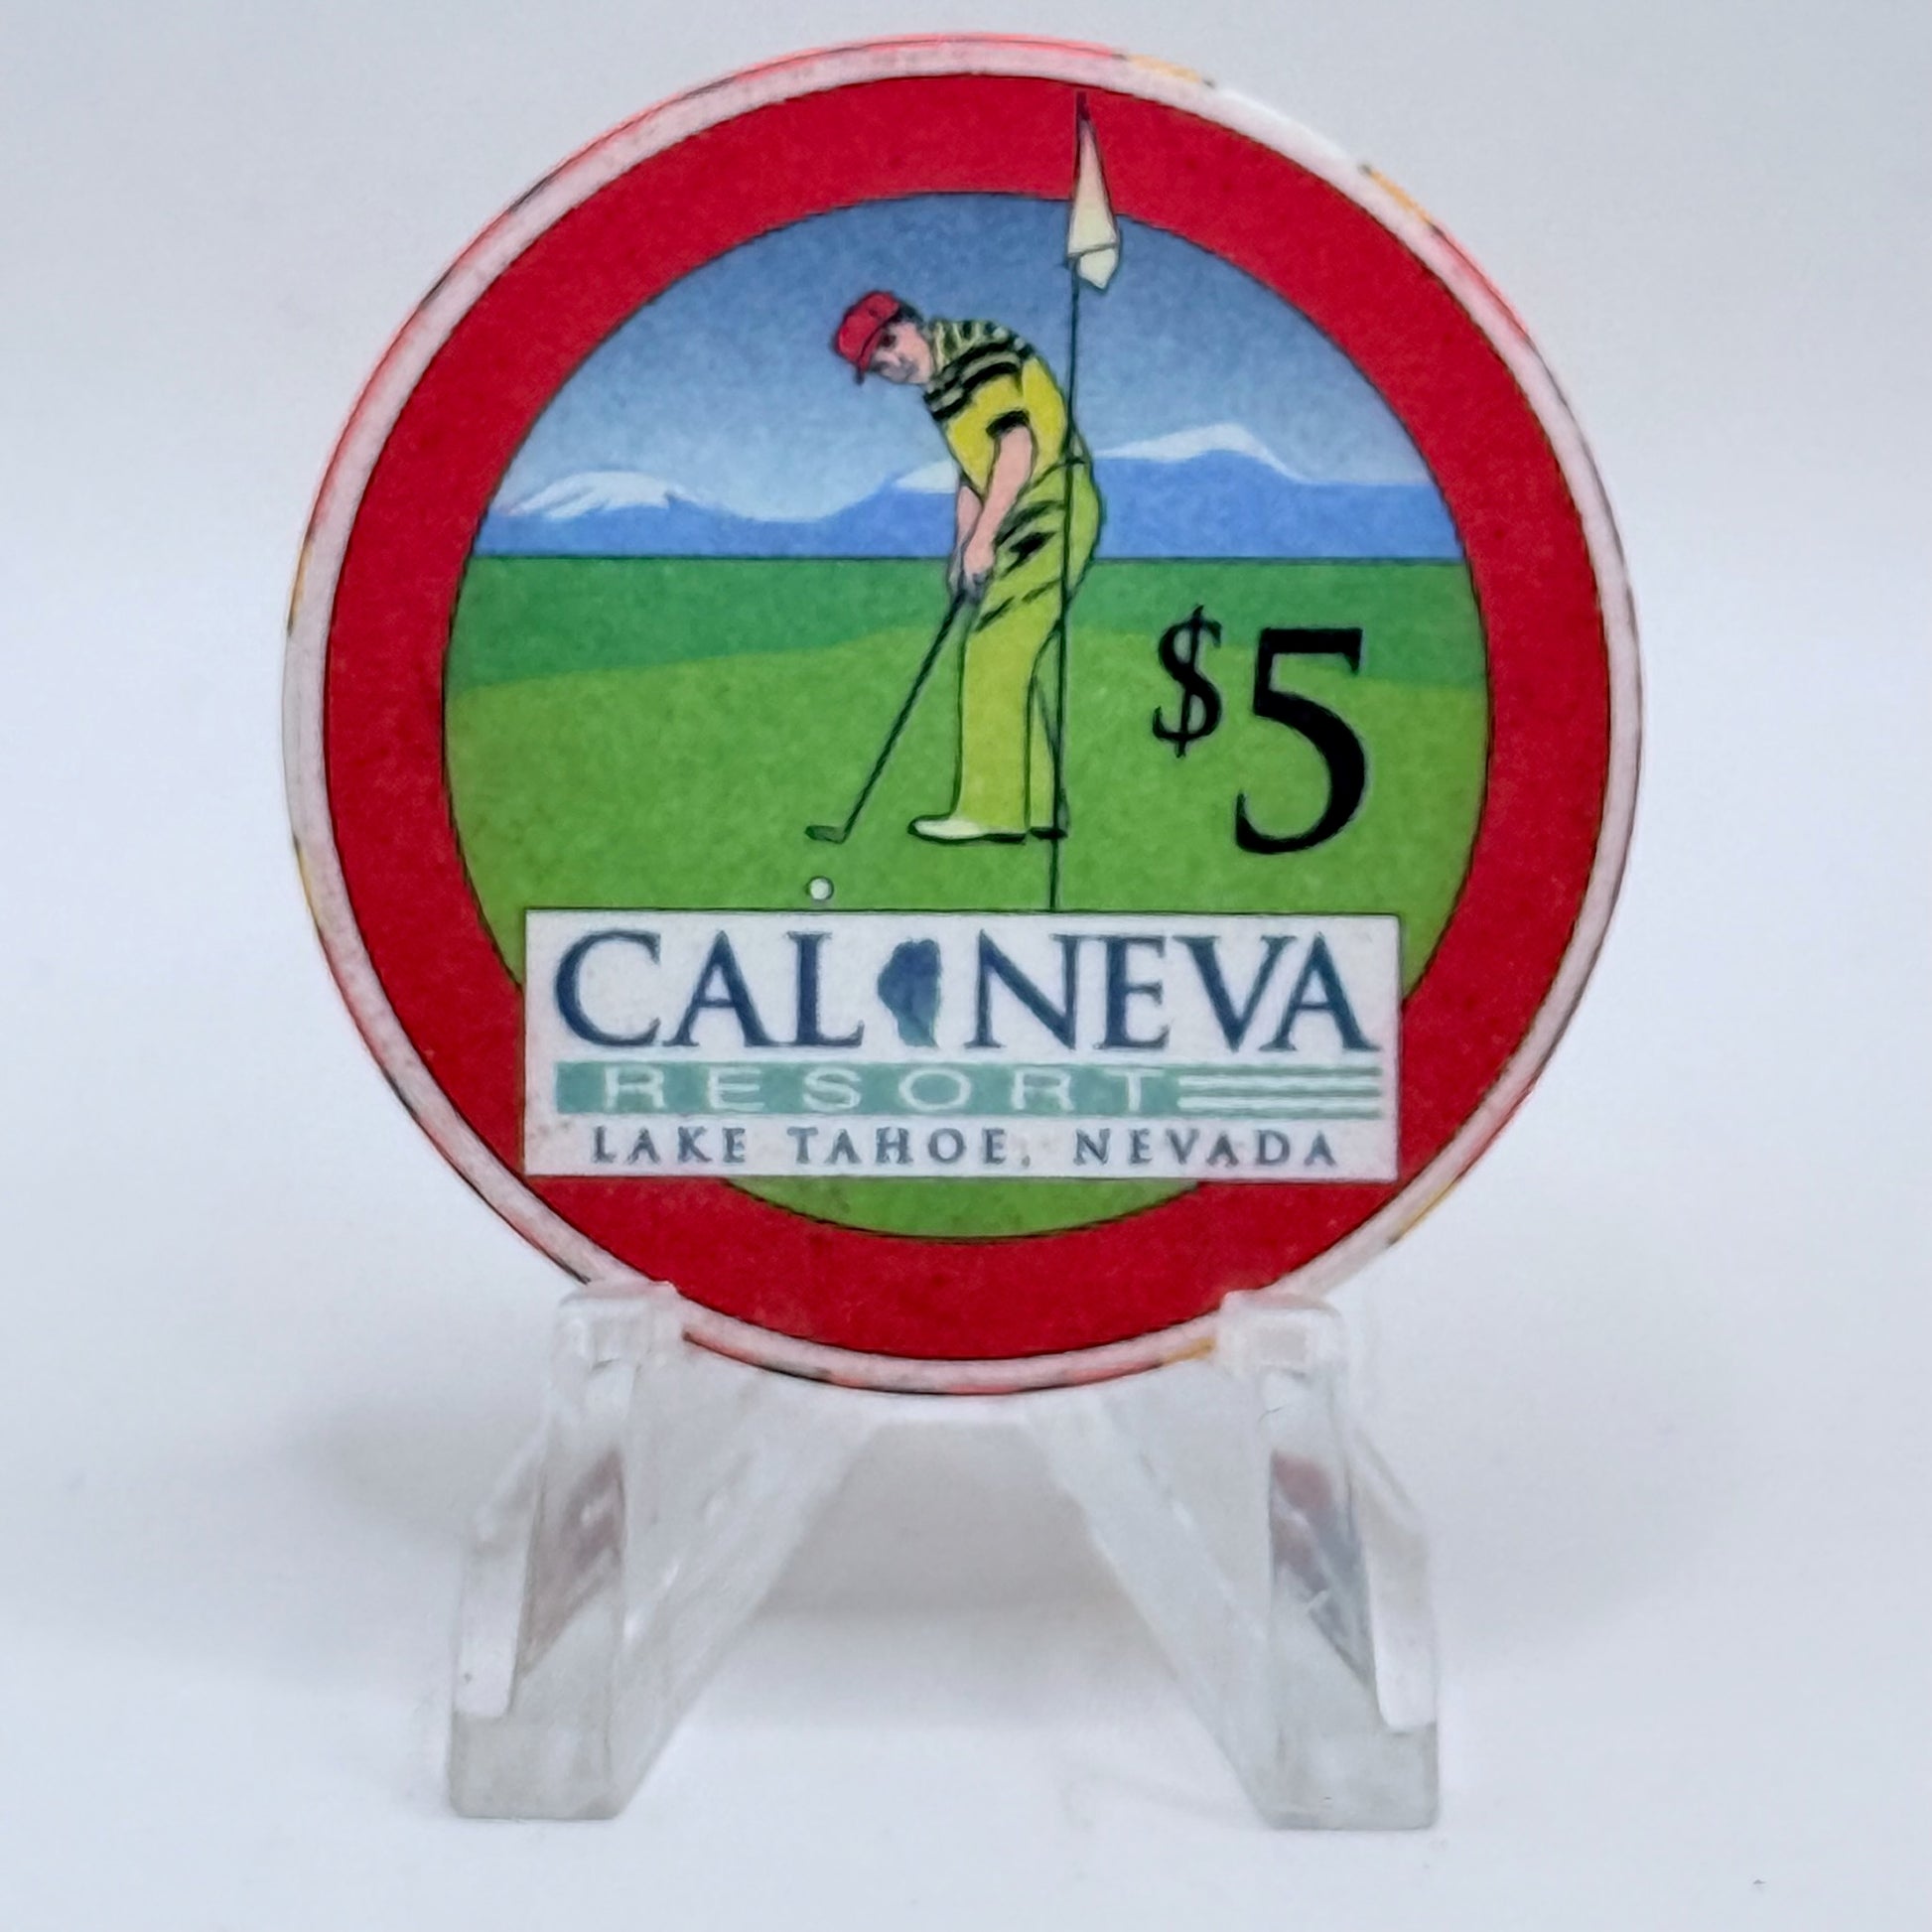 $5
CAL NEVA
RESORT
LAKE TAHOE, NEVADA